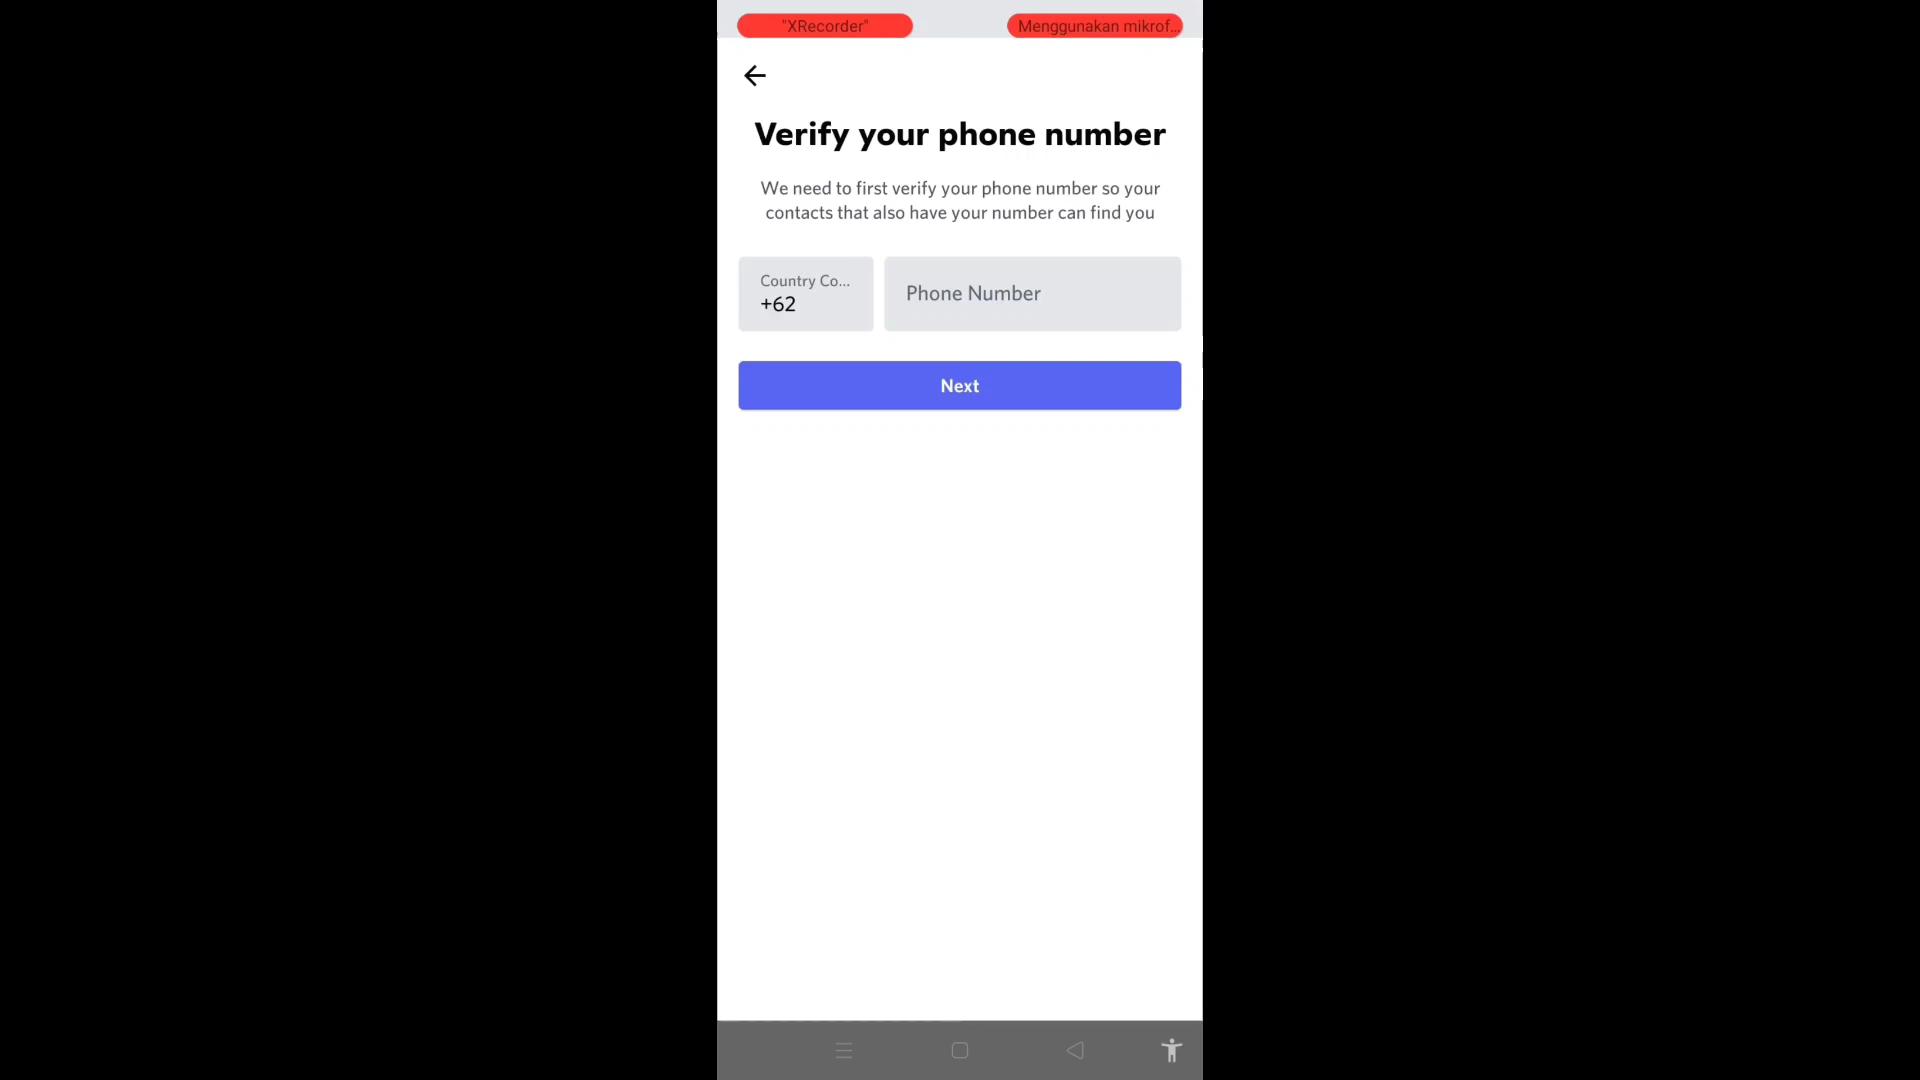 "XRecorder"
Menggunakan mikrof...
Verify your phone number
We need to first verify your phone number so your
contacts that also have your number can find you
Country Co...
+62
Phone Number
Next